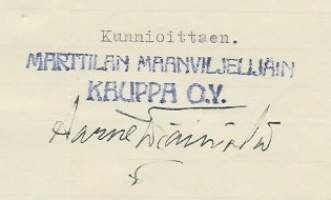 Kunnioittaen.
MARTTILAN MAANVILJELIJÄIN
KAUPPA O.Y.